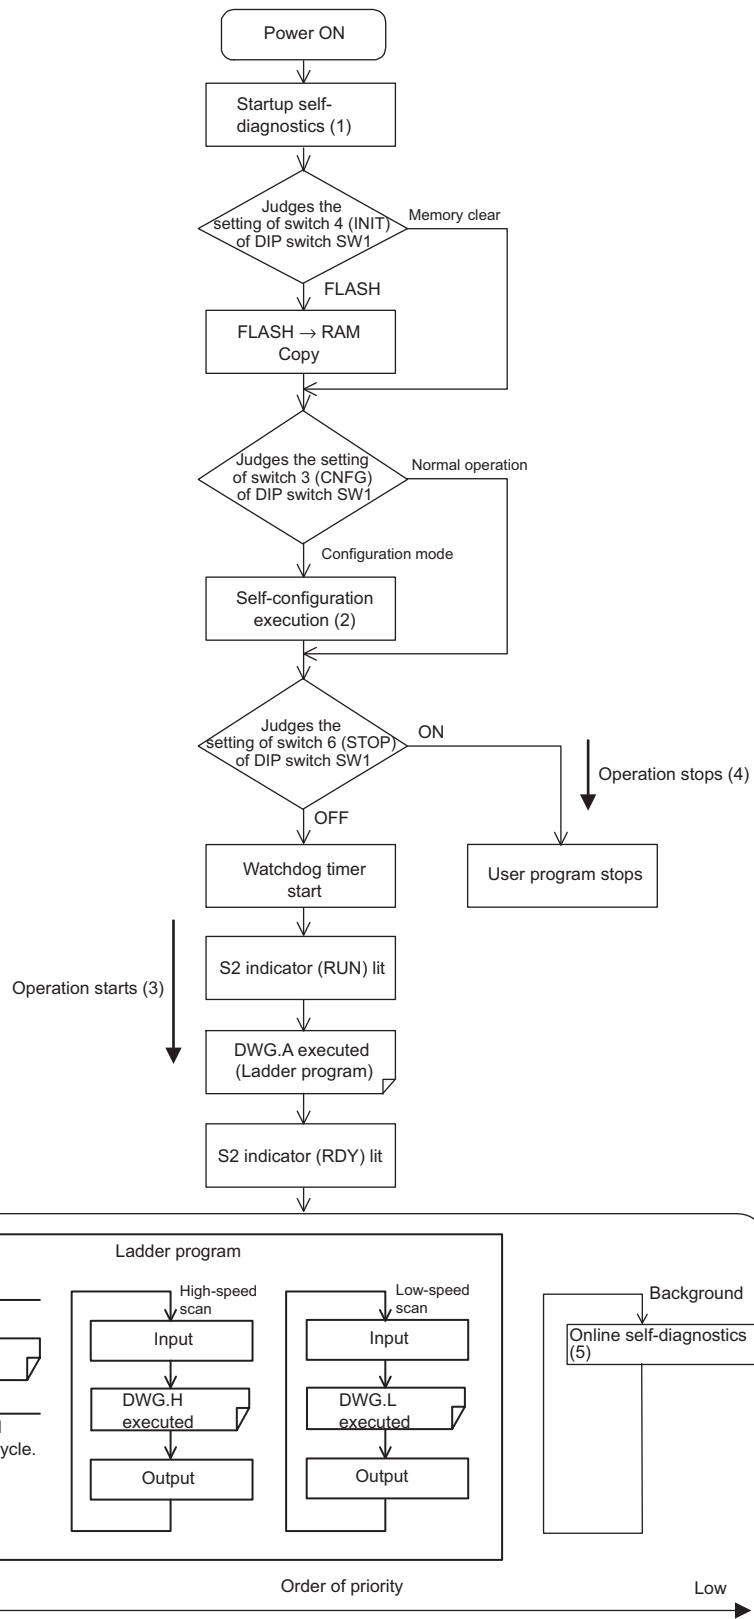 Power ON
Startup self-
diagnostics (1)
Judges the
setting of switch 4 (INIT)
of DIP switch SW1
Memory clear
FLASH
FLASH → RAM
Copy
Judges the setting
of switch 3 (CNFG)
of DIP switch SW1
Normal operation
Configuration mode
Self-configuration
execution (2)
Judges the
setting of switch 6 (STOP)
of DIP switch SW1
ON
Operation stops (4)
OFF
Watchdog timer
start
User program stops
S2 indicator (RUN) lit
Operation starts (3)
DWG.A executed
(Ladder program)
S2 indicator (RDY) lit
Ladder program
High-speed
scan
Low-speed
scan
Background
Input
Input
Online self-diagnostics
(5)
DWG.H
executed
DWG.L
executed
ycle.
Output
Output
Order of priority
Low